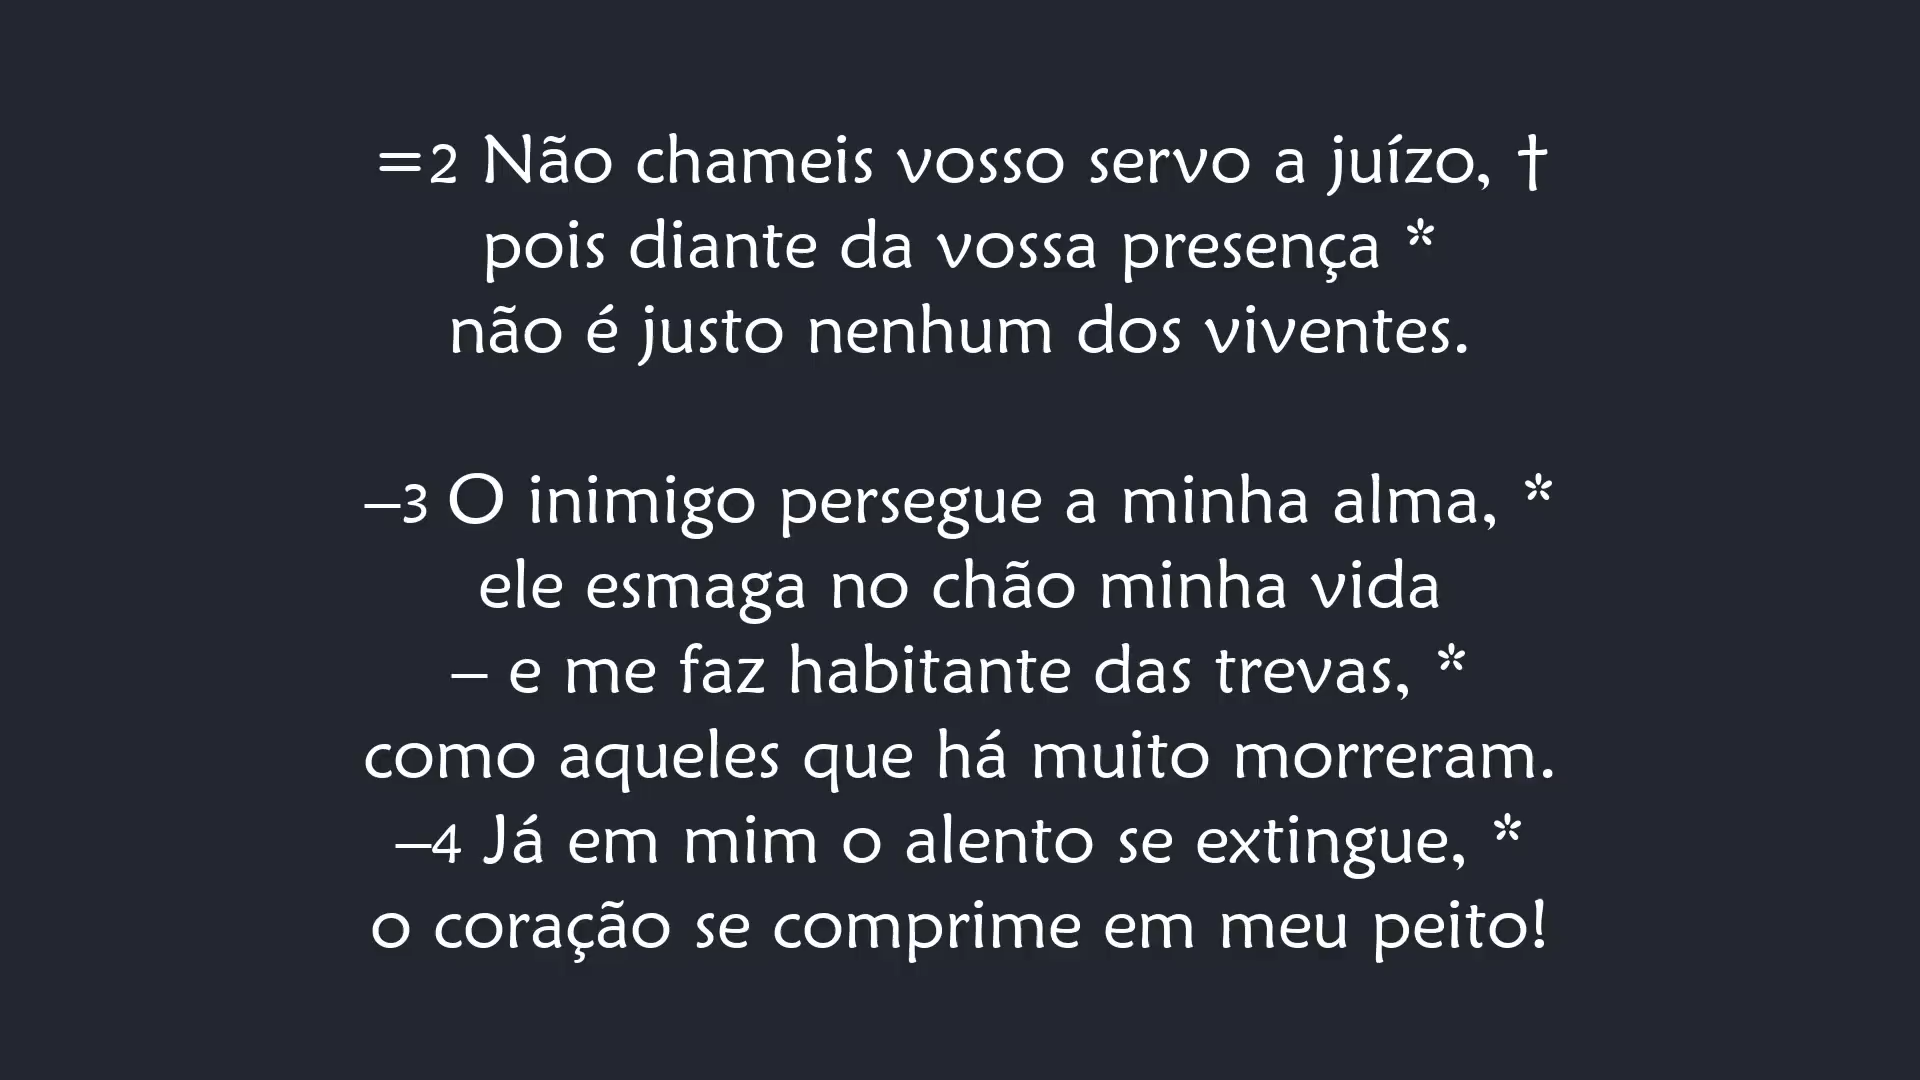 =2 Não chameis vosso servo a juízo, †
pois diante da vossa presença *
não é justo nenhum dos viventes.
–3 O inimigo persegue a minha alma, *
ele esmaga no chão minha vida
– e me faz habitante das trevas, *
como aqueles que há muito morreram.
–4 Já em mim o alento se extingue, *
o coração se comprime em meu peito!